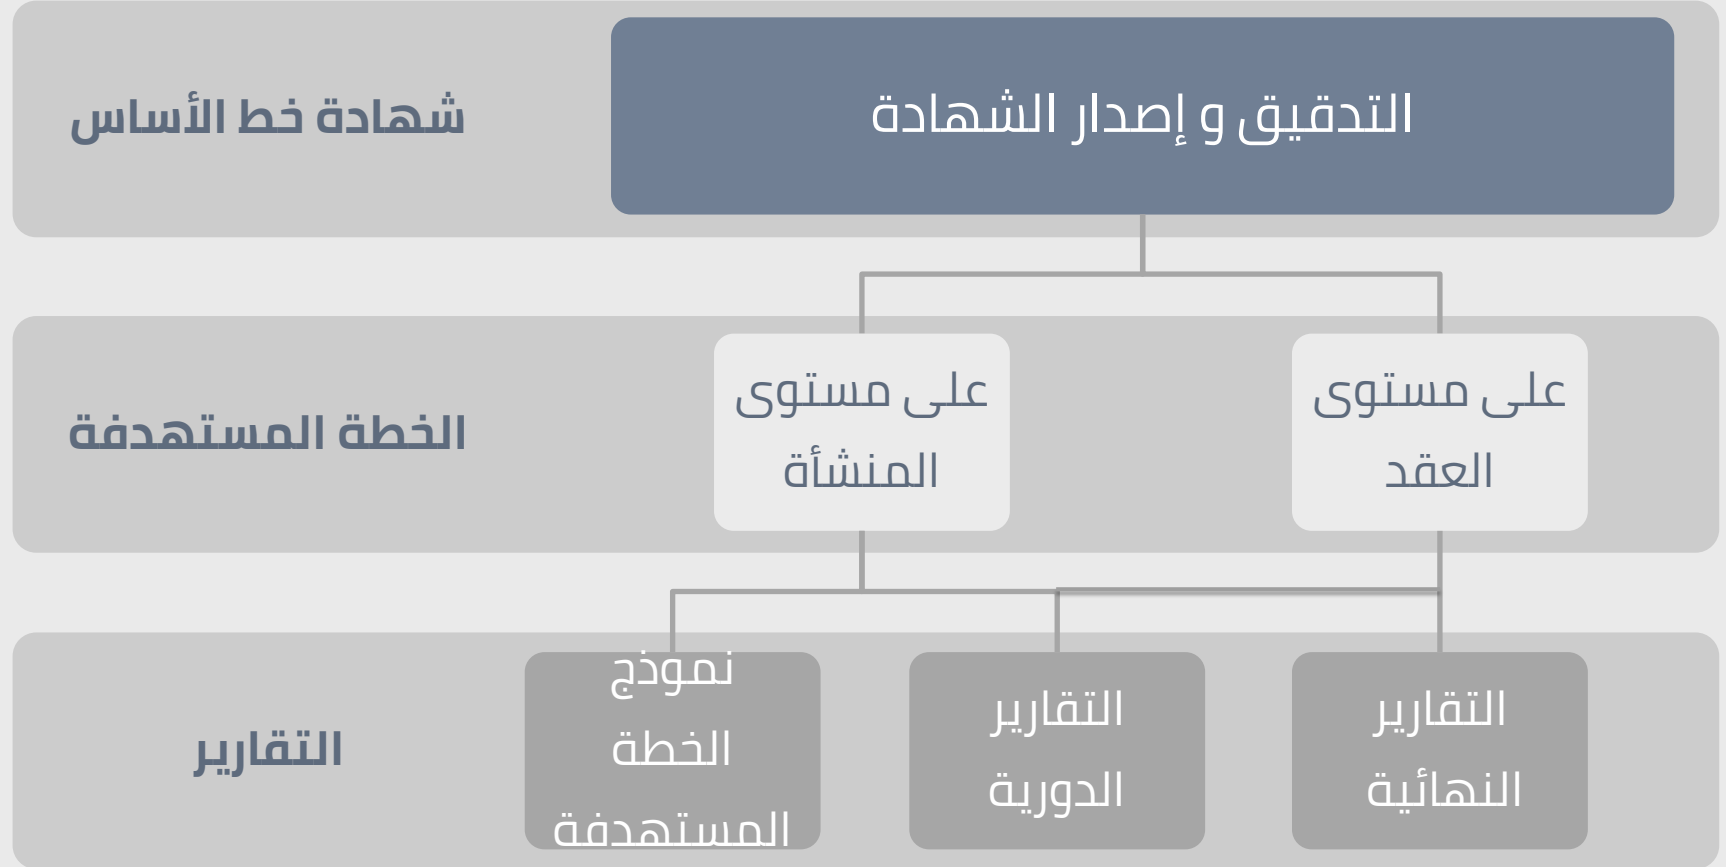 التدقيق و إصدار الشهادة
شهادة خط الأساس
على مستوى
العقد
على مستوى
المنشأة
الخطة المستهدفة
التقارير
النهائية
التقارير
الدورية
نموذج
الخطة
المستهدفة
التقارير